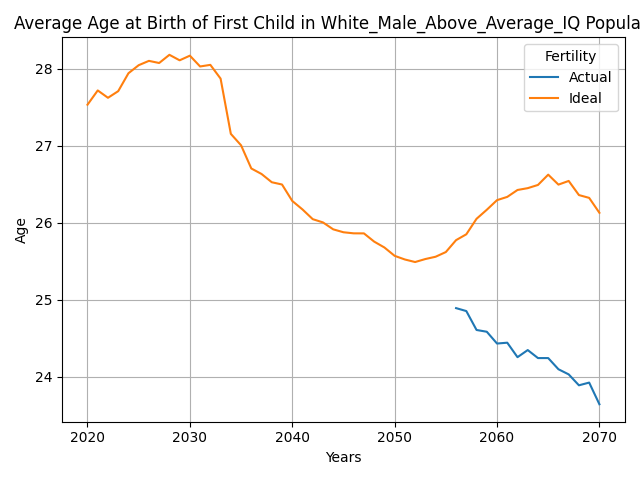 Average Age at Birth of First Child in White_Male_Above_Average_IQ Popula
Fertility
Actual
Ideal
28
27
26
25
24
Age
2020 2030 2040 2050 2060 2070
Years